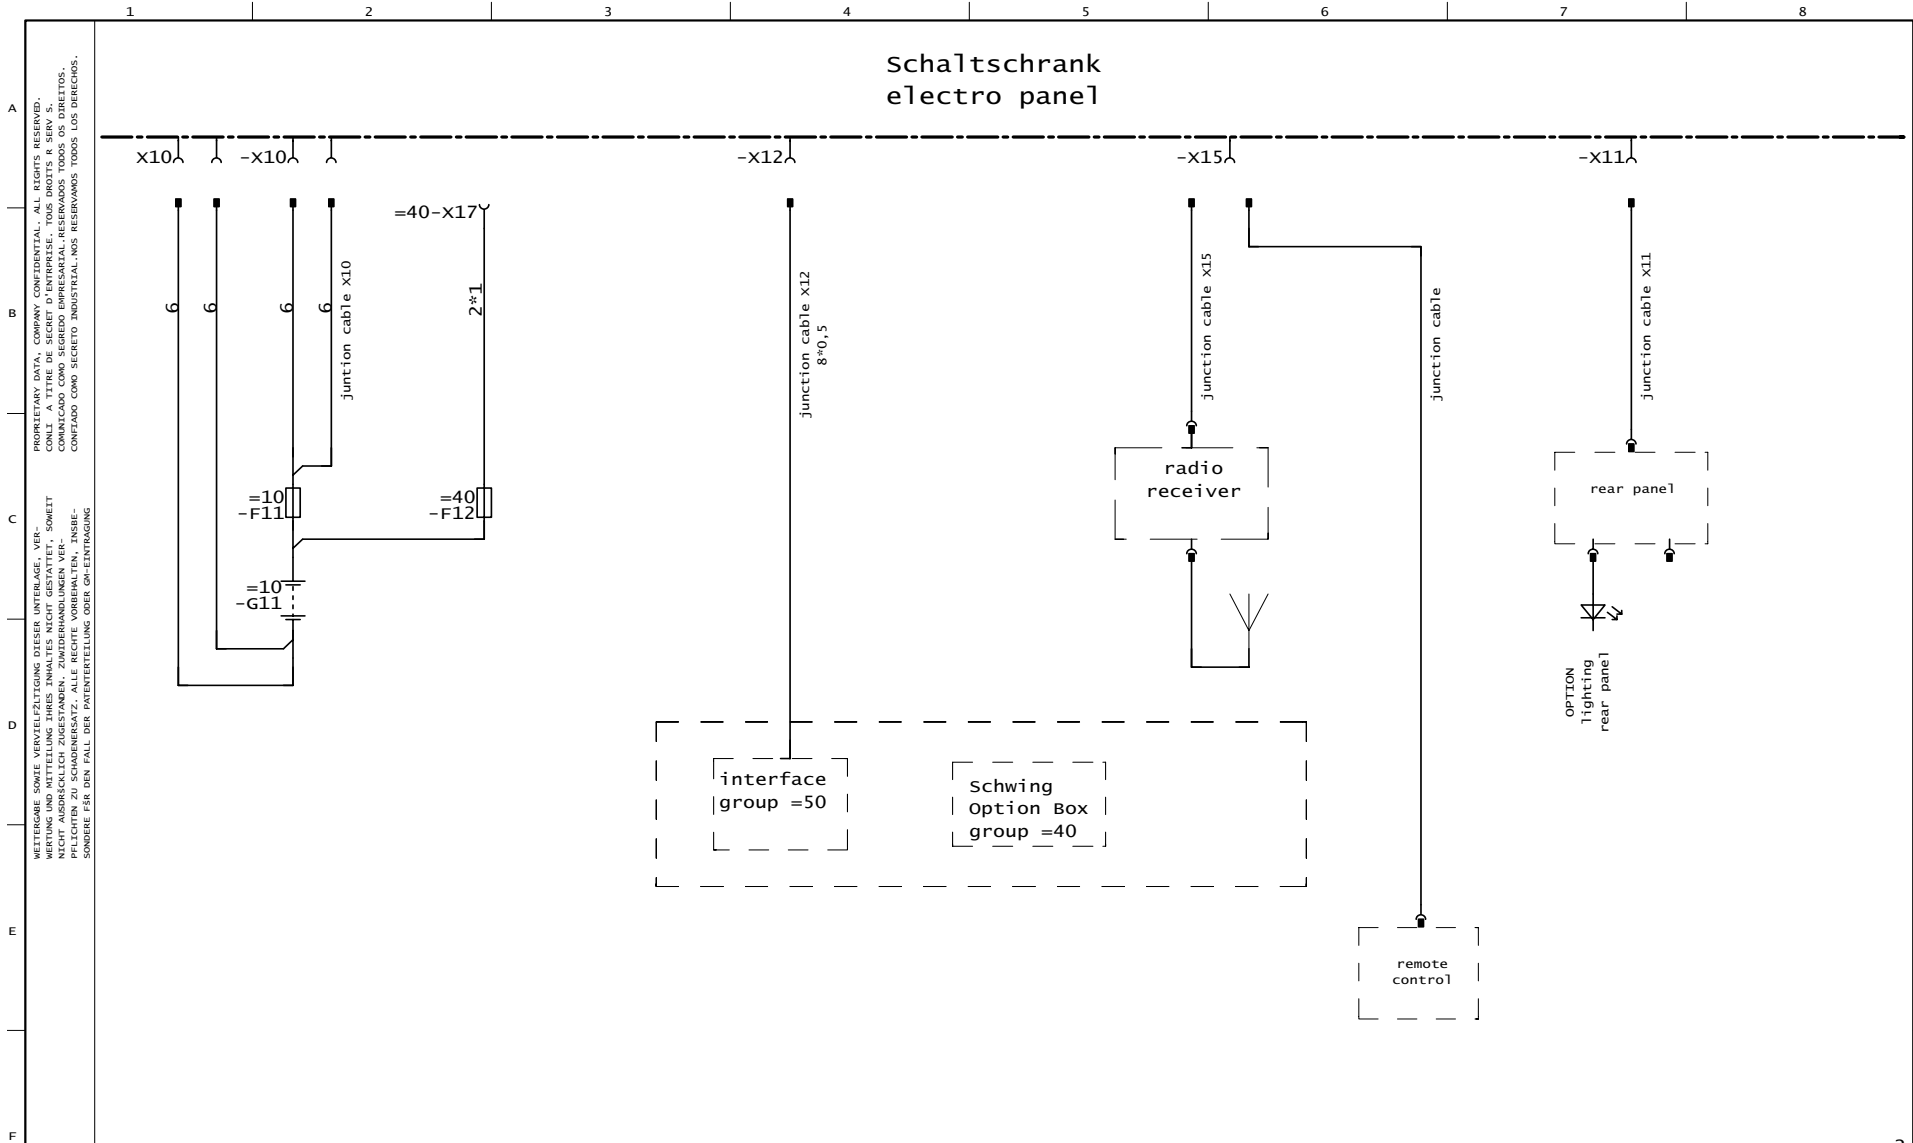 1 2 3 4 5 6 7 8
Schaltschrank
electro panel
A
B
C
D
E
F
X10
-X10
-X12
-X15
-X11
=40-X17
6
6
6
6
juntion cable X10
2*1
junction cable X12
8*0,5
junction cable X15
junction cable
junction cable X11
=10
-F11
=40
-F12
=10
-G11
radio
receiver
rear panel
OPTION
lighting
rear panel
interface
group =50
Schwing
Option Box
group =40
remote
control
PROPRIETARY DATA, COMPANY CONFIDENTIAL. ALL RIGHTS RESERVED.
CONLI A TITRE DE SECRET D'ENTRPRISE. TOUS DROITS R SERV S.
COMUNICADO COMO SEGREDO EMPRESARIAL.RESERVADOS TODOS OS DIREITOS.
CONFIADO COMO SECRETO INDUSTRIAL.NOS RESERVAMOS TODOS LOS DERECHOS.
WEITERGABE SOWIE VERVIELFŽLTIGUNG DIESER UNTERLAGE, VER-
WERTUNG UND MITTEILUNG IHRES INHALTES NICHT GESTATTET, SOWEIT
NICHT AUSDRŠCKLICH ZUGESTANDEN. ZUWIDERHANDLUNGEN VER-
PFLICHTEN ZU SCHADENERSATZ. ALLE RECHTE VORBEHALTEN, INSBE-
SONDERE FŠR DEN FALL DER PATENTERTEILUNG ODER GM-EINTRAGUNG